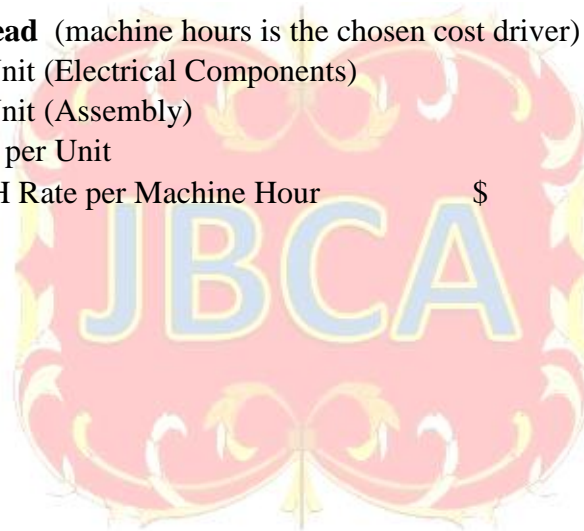 ead (machine hours is the chosen cost driver)
nit (Electrical Components)
nit (Assembly)
per Unit
H Rate per Machine Hour $
JBCA